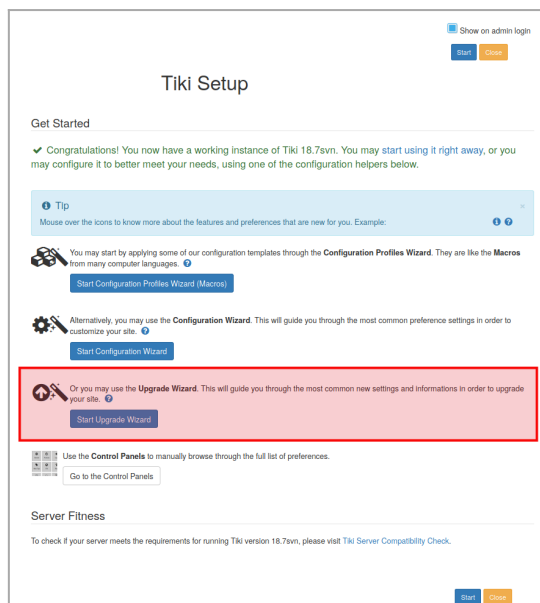 Show on admin login
Start Close
Tiki Setup
Get Started
Congratulations! You now have a working instance of Tiki 18.7svn. You may start using it right away, or you
may configure it to better meet your needs, using one of the configuration helpers below.
Tip ×
Mouse over the icons to know more about the features and preferences that are new for you. Example:
You may start by applying some of our configuration templates through the Configuration Profiles Wizard. They are like the Macros
from many computer languages.
Start Configuration Profiles Wizard (Macros)
Alternatively, you may use the Configuration Wizard. This will guide you through the most common preference settings in order to
customize your site.
Start Configuration Wizard
Or you may use the Upgrade Wizard. This will guide you through the most common new settings and informations in order to upgrade
your site.
Start Upgrade Wizard
Use the Control Panels to manually browse through the full list of preferences.
Go to the Control Panels
Server Fitness
To check if your server meets the requirements for running Tiki version 18.7svn, please visit Tiki Server Compatibility Check.
Start Close